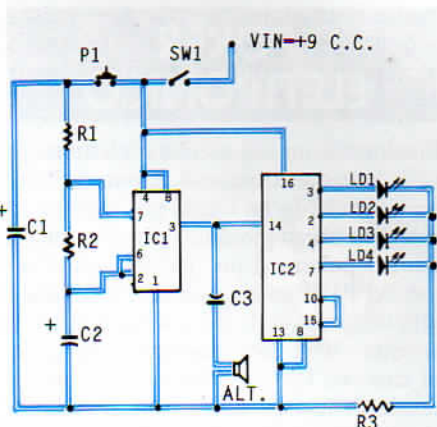 VIN=+9 C.C.
P1
SW1
R1
R2
C1
C2
C3
+
+
4
8
7
3
6
2
1
IC1
16
14
3
2
4
7
10
15
13
8
IC2
LD1
LD2
LD3
LD4
ALT.
R3